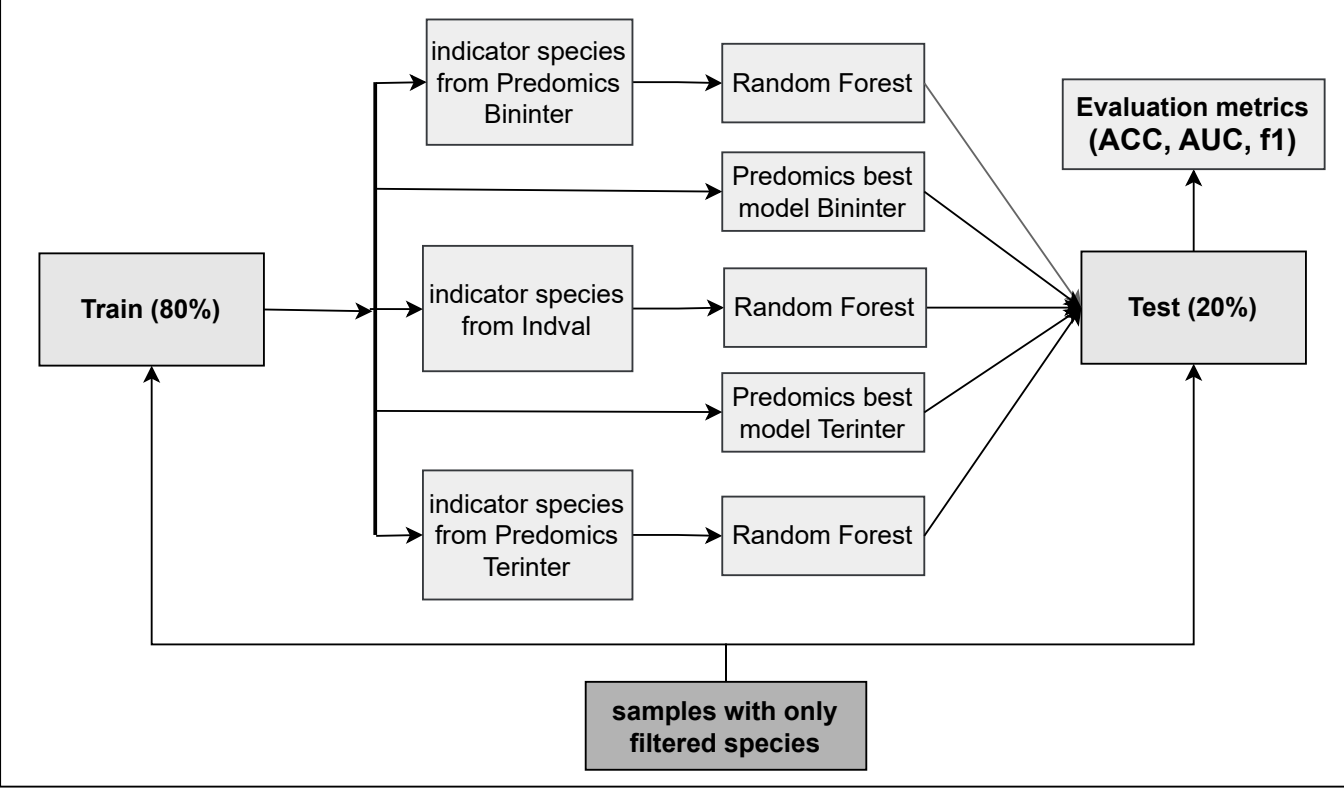 indicator species
from Predomics
Bininter
Random Forest
Evaluation metrics
(ACC, AUC, f1)
Predomics best
model Bininter
Train (80%)
indicator species
from Indval
Random Forest
Test (20%)
Predomics best
model Terinter
indicator species
from Predomics
Terinter
Random Forest
samples with only
filtered species